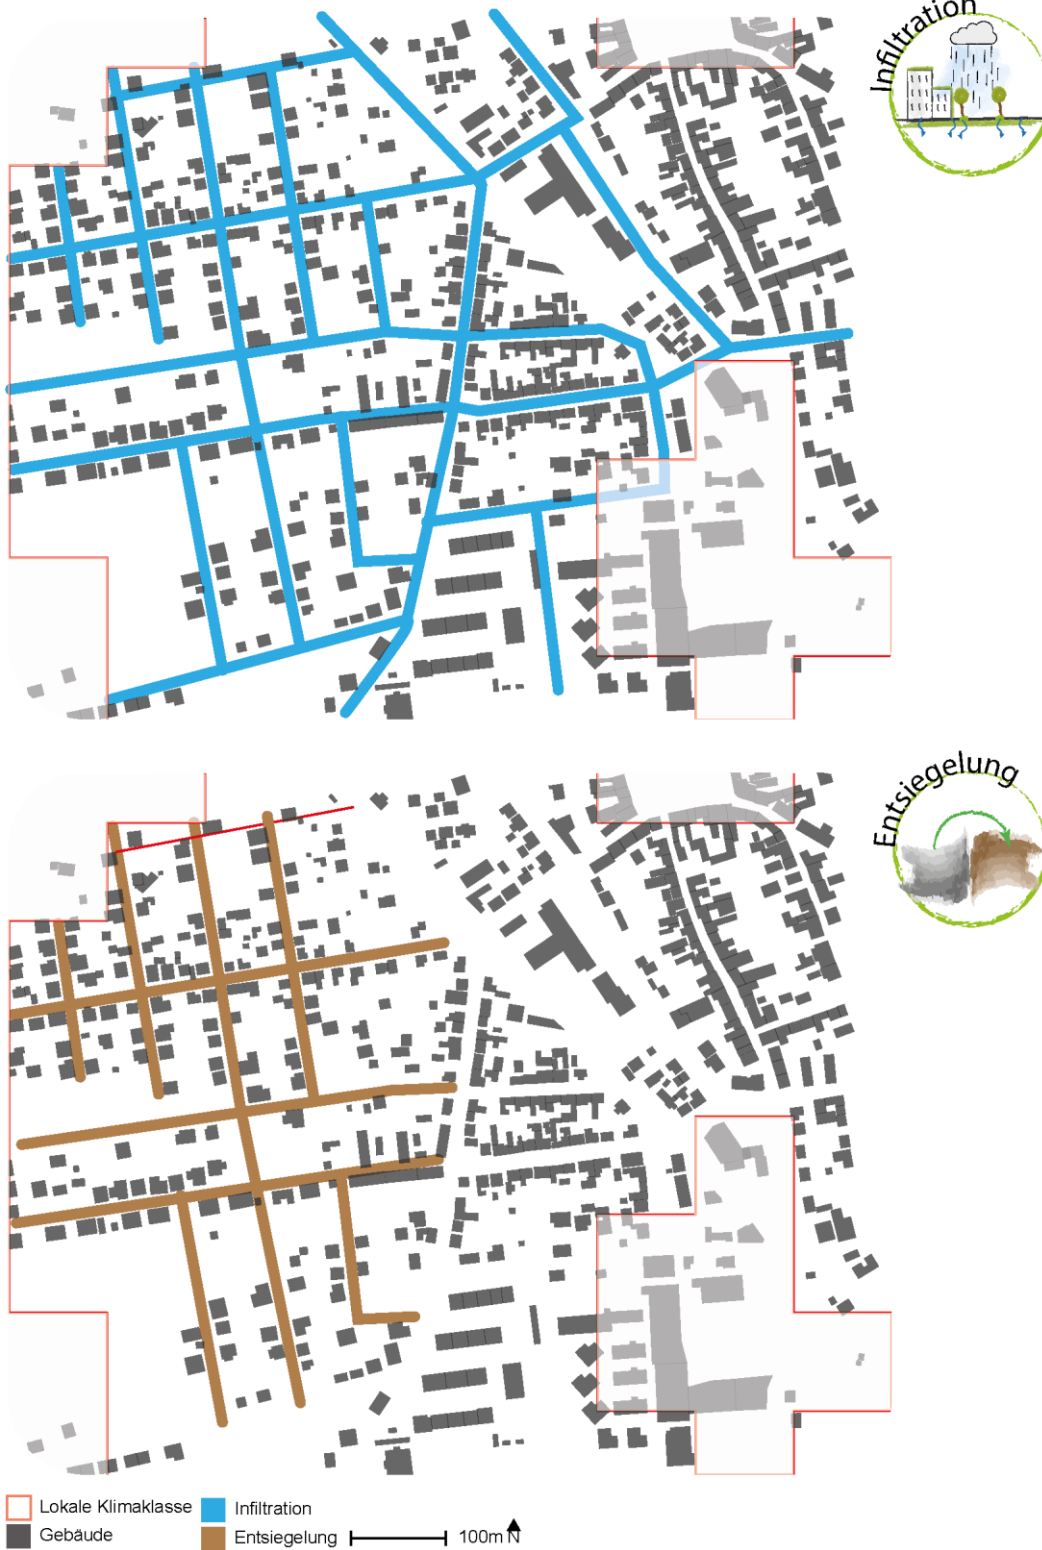 Infiltration
Entsiegelung
Lokale Klimaklasse
Infiltration
Gebäude
Entsiegelung
100m N